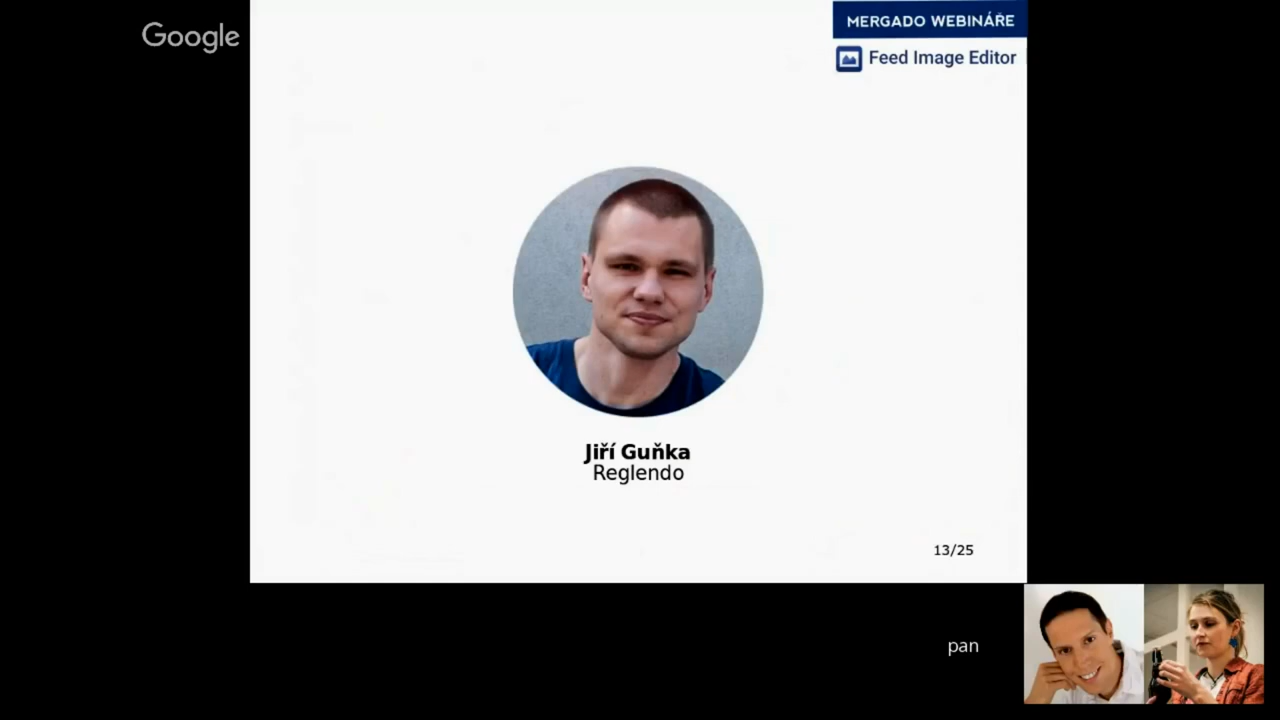 Google
MERGADO WEBINÁŘE
Feed Image Editor
Jiří Guňka
Reglendo
13/25
pan